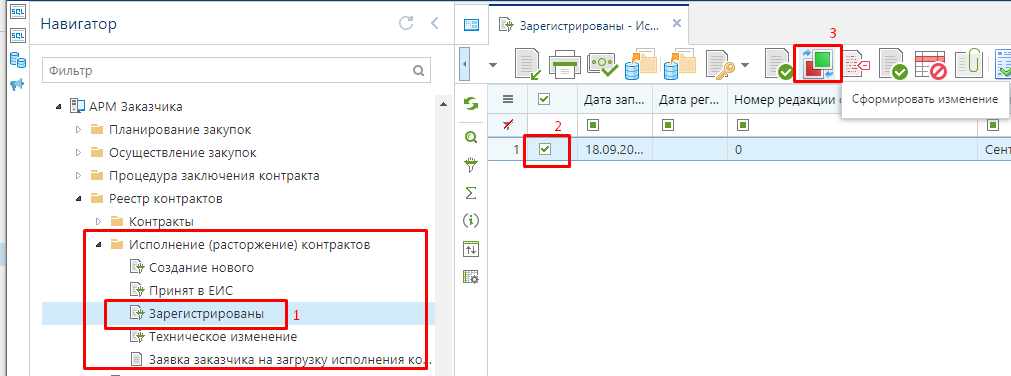 SQL
SQL
Навигатор
Фильтр
АРМ Заказчика
Планирование закупок
Осуществление закупок
Процедура заключения контракта
Реестр контрактов
Контракты
Исполнение (расторжение) контрактов
Создание нового
Принят в ЕИС
Зарегистрированы
1
Техническое изменение
Заявка заказчика на загрузку исполнения ко...
Зарегистрированы - Ис...
3
Сформировать изменение
Дата зап... Дата рег... Номер редакции
2
1 18.09.20... 0 Сент